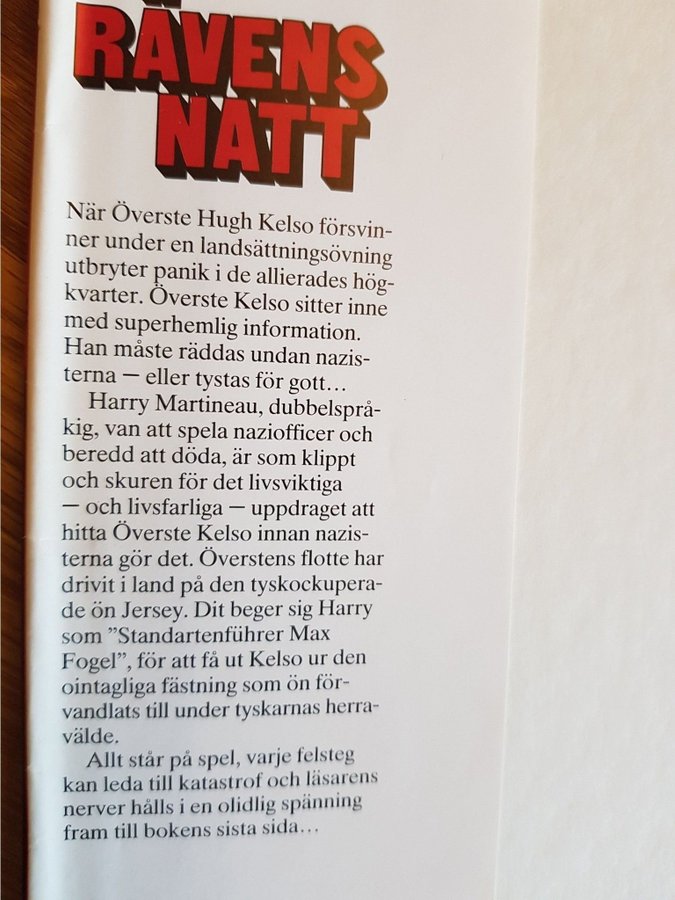 RÄVENS
NATT
När Överste Hugh Kelso försvin-
ner under en landsättningsövning
utbryter panik i de allierades hög-
kvarter. Överste Kelso sitter inne
med superhemlig information.
Han måste räddas undan nazis-
terna — eller tystas för gott...
Harry Martineau, dubbelsprå-
kig, van att spela naziofficer och
beredd att döda, är som klippt
och skuren för det livsviktiga
— och livsfarliga — uppdraget att
hitta Överste Kelso innan nazis-
terna gör det. Överstens flotte har
drivit i land på den tyskockupera-
de ön Jersey. Dit beger sig Harry
som ”Standartenführer Max
Fogel”, för att få ut Kelso ur den
ointagliga fästning som ön för-
vandlats till under tyskarnas herra-
välde.
Allt står på spel, varje felsteg
kan leda till katastrof och läsarens
nerver hålls i en olidlig spänning
fram till bokens sista sida...